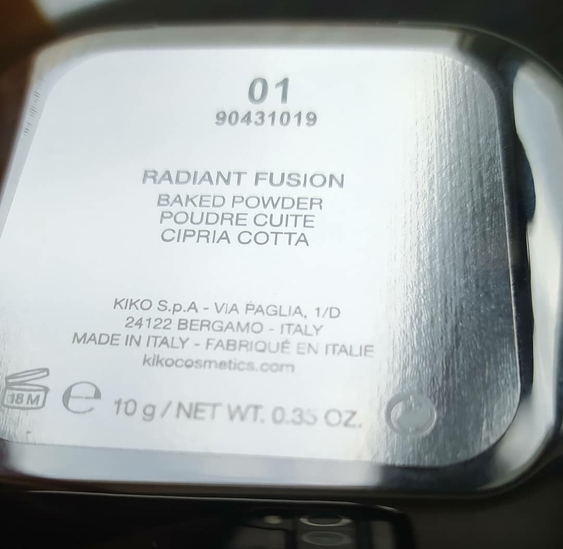 01
90431019
RADIANT FUSION
BAKED POWDER
POUDRE CUITE
CIPRIA COTTA
KIKO S.p.A - VIA PAGLIA, 1/D
24122 BERGAMO - ITALY
MADE IN ITALY - FABRIQUÉ EN ITALIE
kikocosmetics.com
18 M
e 10 g / NET WT. 0.35 OZ.